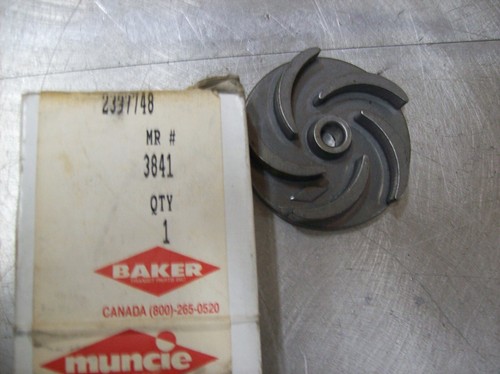 2397748
MR #
3841
QTY
1
BAKER
CANADA (800)-265-0520
muncie